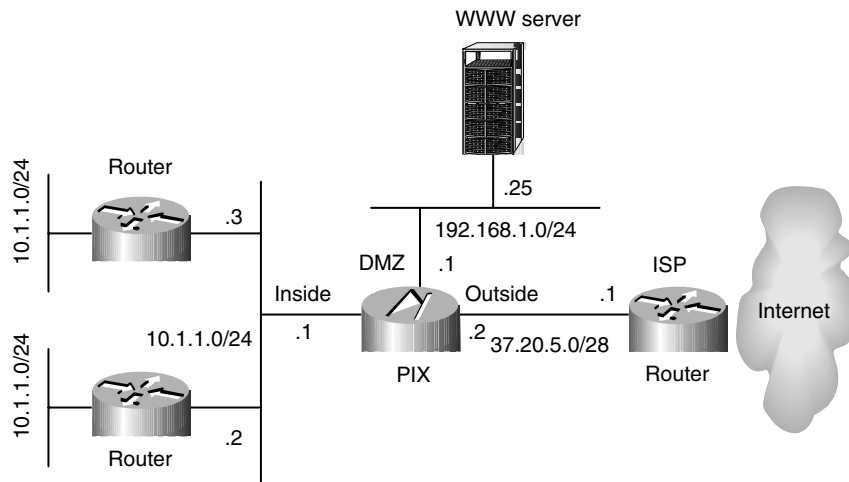 WWW server
.25
192.168.1.0/24
10.1.1.0/24
Router
.3
DMZ
.1
ISP
Inside
Outside
.1
Internet
10.1.1.0/24
.1
.2
37.20.5.0/28
PIX
Router
10.1.1.0/24
.2
Router